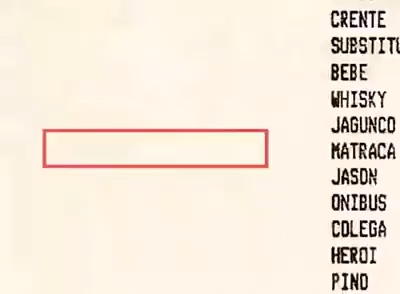 CRENTE
BEBE
WHISKY
JAGUNCO
MATRACA
JASON
ONIBUS
COLEGA
HEROI
PINO